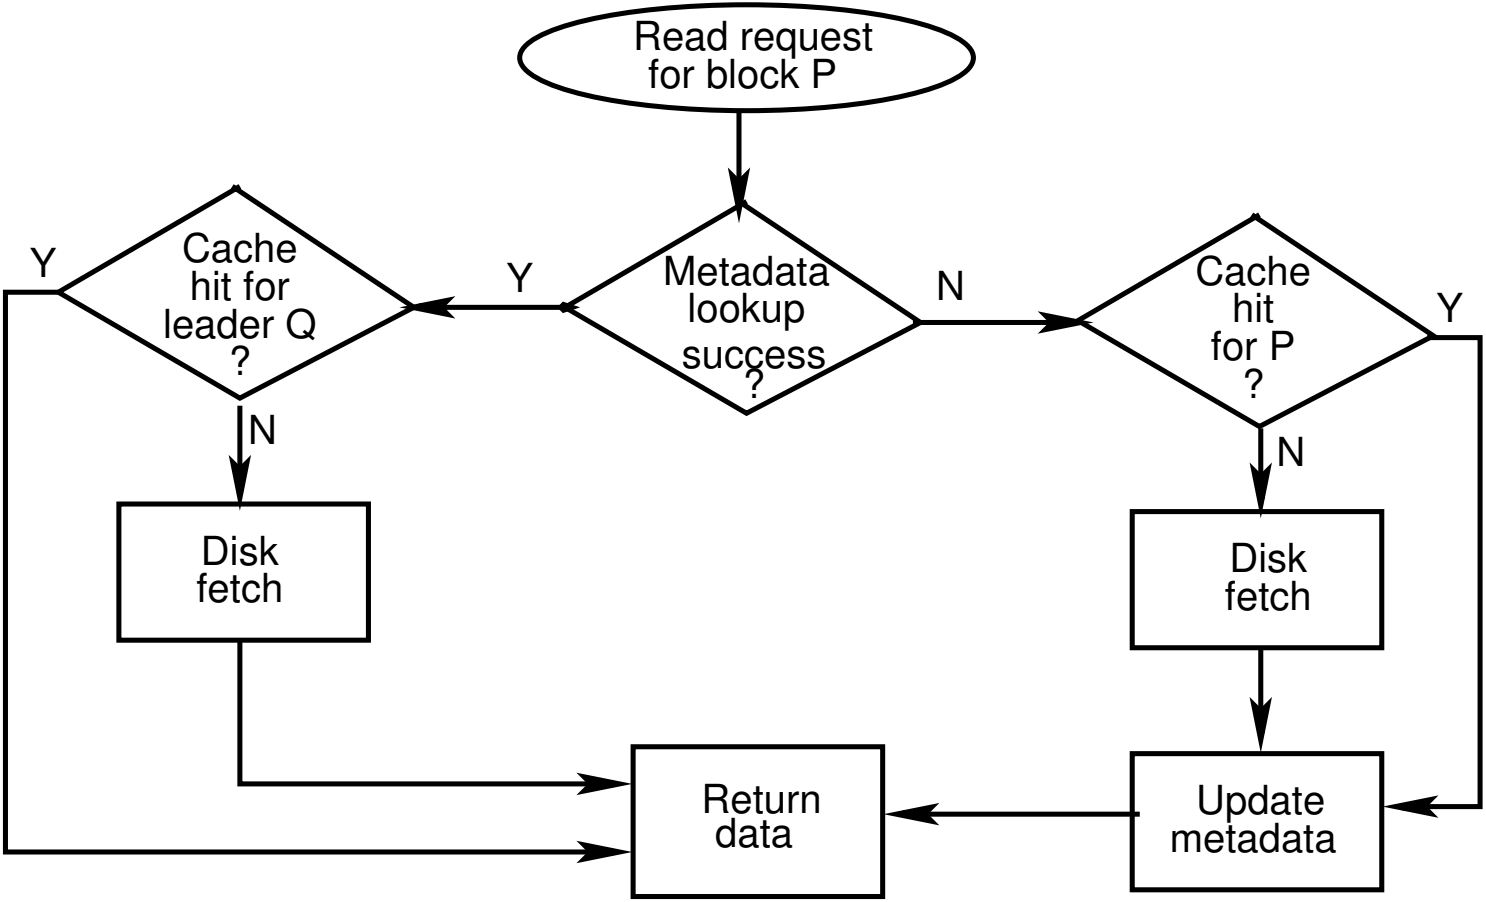 Read request
for block P
Cache
hit for
leader Q
?
Y
N
Metadata
lookup
success
?
Y
N
Cache
hit
for P
?
Y
N
Disk
fetch
Disk
fetch
Return
data
Update
metadata